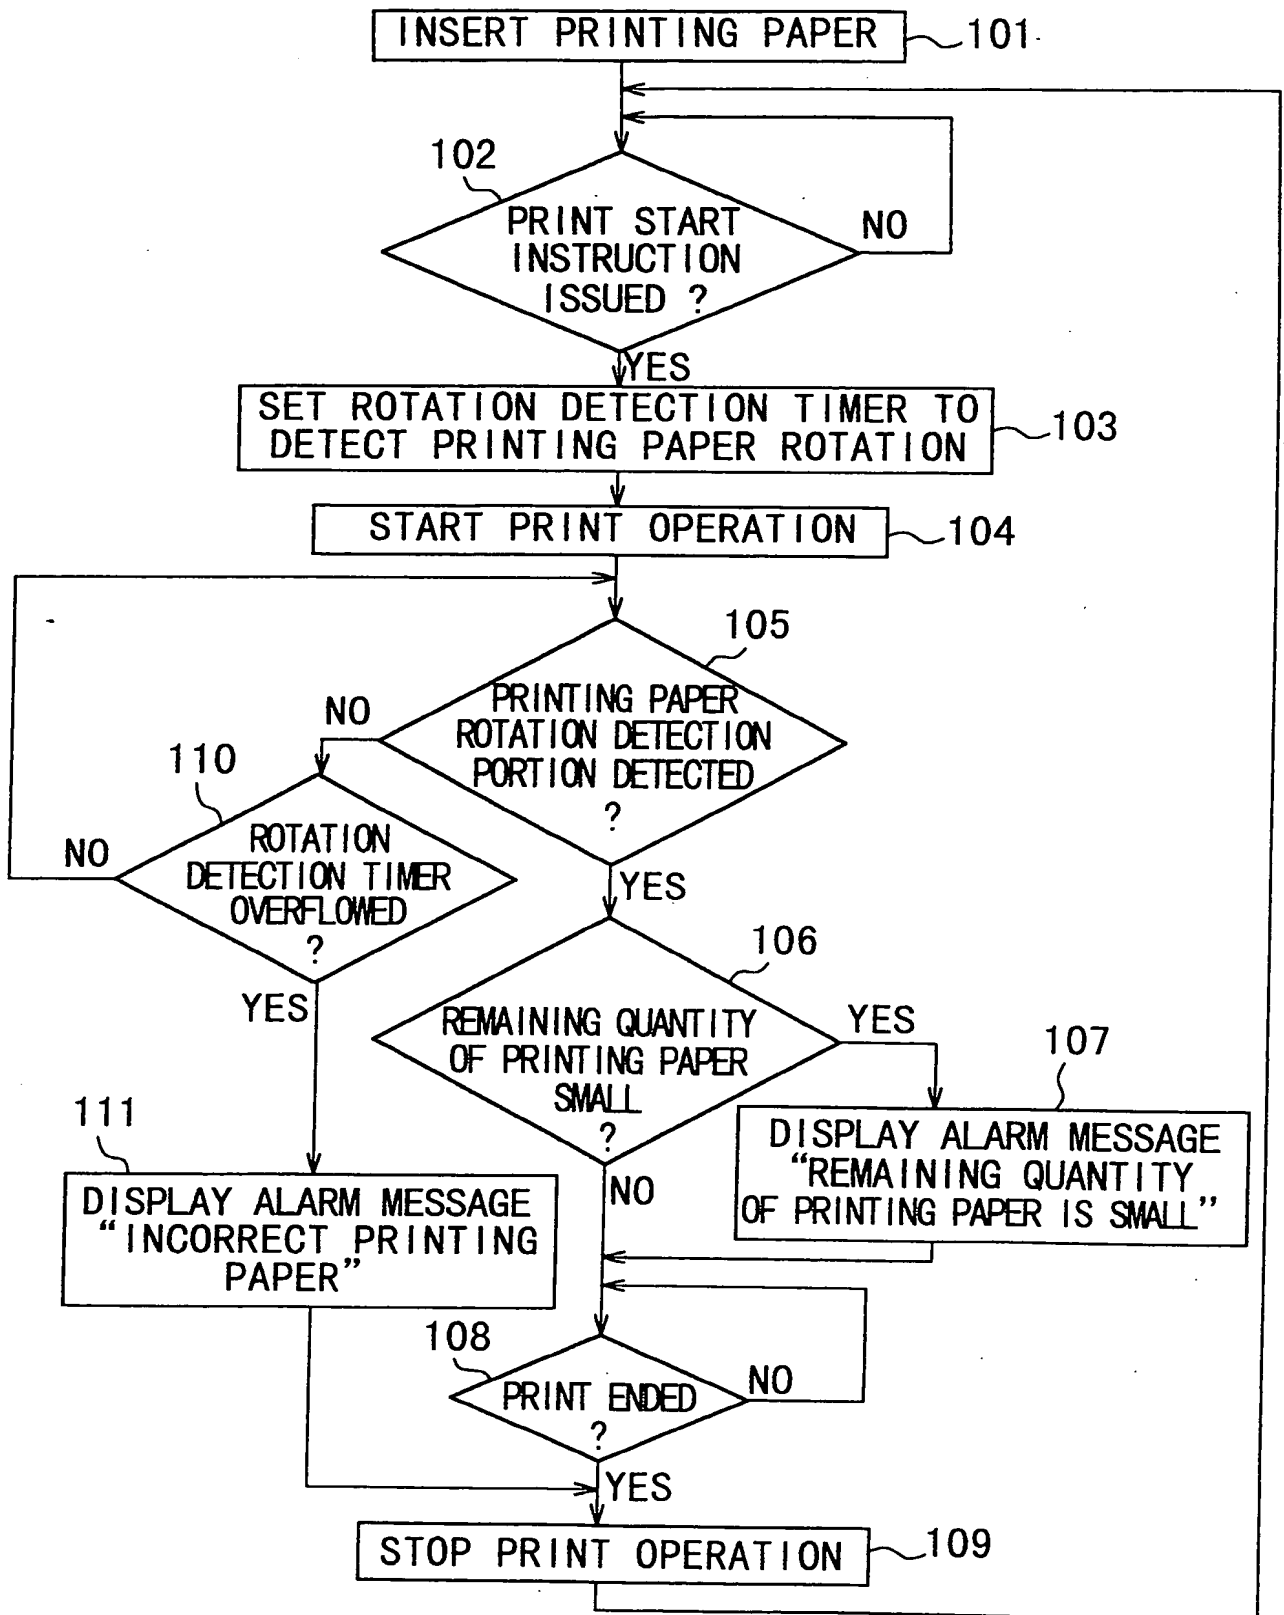 INSERT PRINTING PAPER
101
102
PRINT START
INSTRUCTION
ISSUED ?
NO
YES
SET ROTATION DETECTION TIMER TO
DETECT PRINTING PAPER ROTATION
103
START PRINT OPERATION
104
105
PRINTING PAPER
ROTATION DETECTION
PORTION DETECTED
?
NO
YES
110
ROTATION
DETECTION TIMER
OVERFLOWED
?
NO
YES
106
REMAINING QUANTITY
OF PRINTING PAPER
SMALL
?
YES
NO
107
DISPLAY ALARM MESSAGE
“REMAINING QUANTITY
OF PRINTING PAPER IS SMALL”
111
DISPLAY ALARM MESSAGE
“INCORRECT PRINTING
PAPER”
108
PRINT ENDED
?
NO
YES
STOP PRINT OPERATION
109